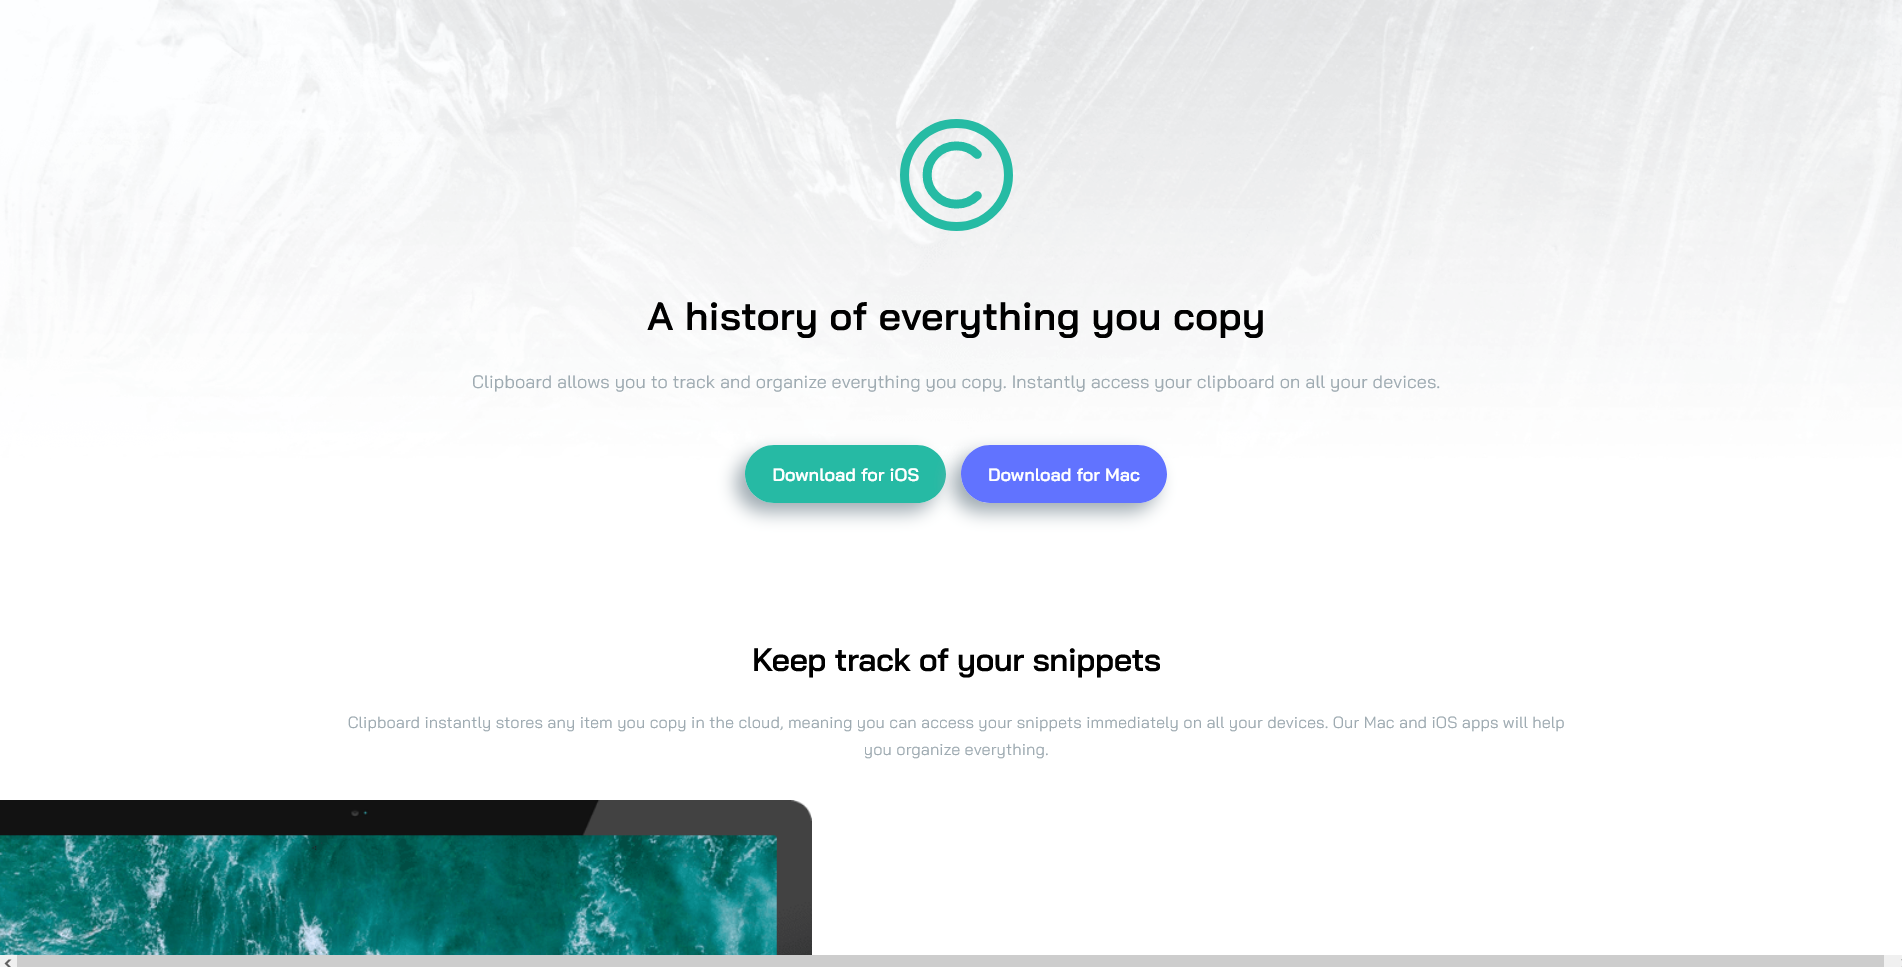 A history of everything you copy
Clipboard allows you to track and organize everything you copy. Instantly access your clipboard on all your devices.
Download for iOS
Download for Mac
Keep track of your snippets
Clipboard instantly stores any item you copy in the cloud, meaning you can access your snippets immediately on all your devices. Our Mac and iOS apps will help
you organize everything.